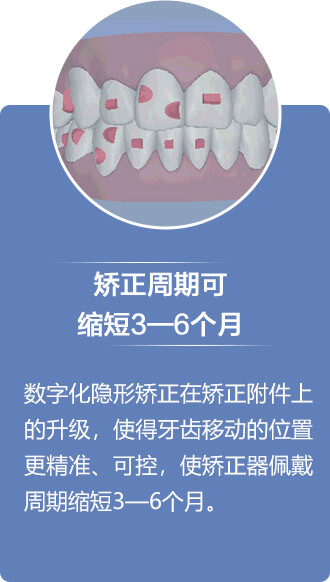 矫正周期可
缩短3—6个月
数字化隐形矫正在矫正附件上
的升级，使得牙齿移动的位置
更精准、可控，使矫正器佩戴
周期缩短3—6个月。